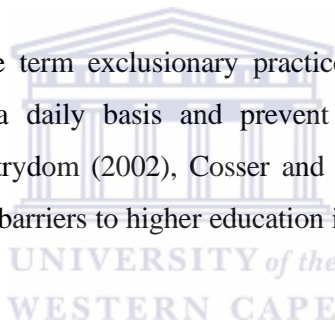 e term exclusionary practice
a daily basis and prevent
trydom (2002), Cosser and
barriers to higher education i
UNIVERSITY of the
WESTERN CAPE